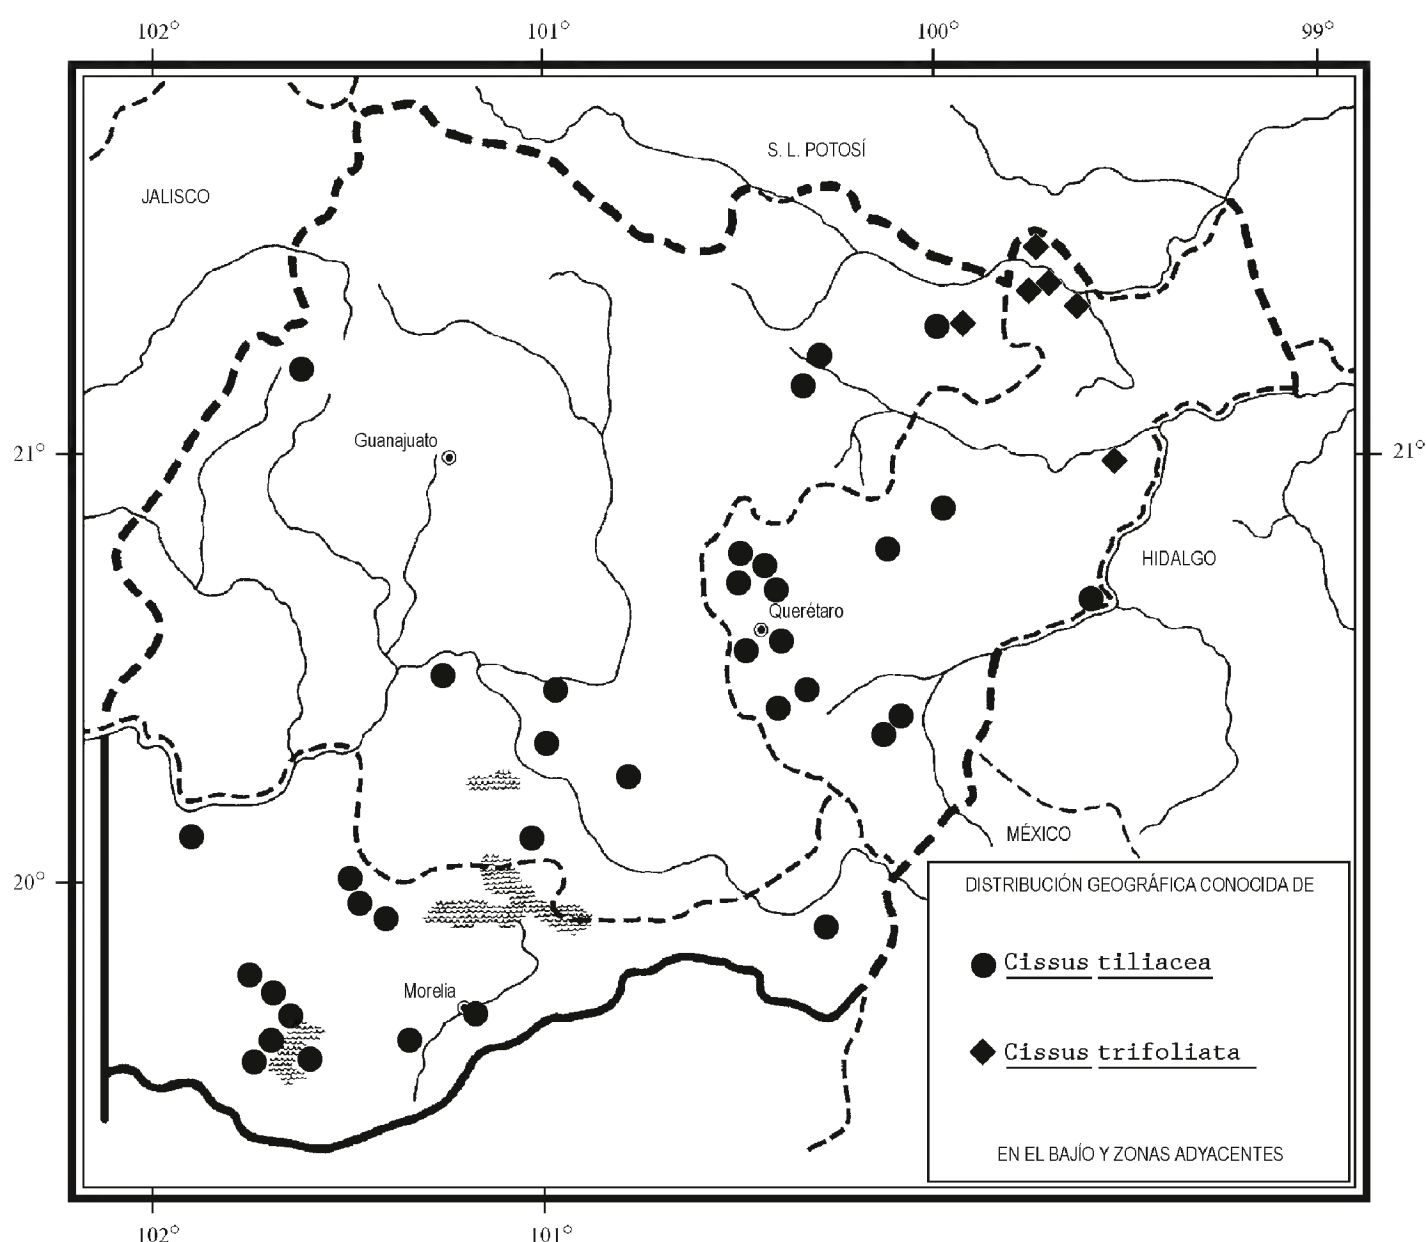 102° 101° 100° 99°
S. L. POTOSÍ
JALISCO
Guanajuato
21° 21°
HIDALGO
Querétaro
MÉXICO
20°
DISTRIBUCIÓN GEOGRÁFICA CONOCIDA DE
Cissus tiliacea
Morelia
Cissus trifoliata
EN EL BAJÍO Y ZONAS ADYACENTES
102° 101°